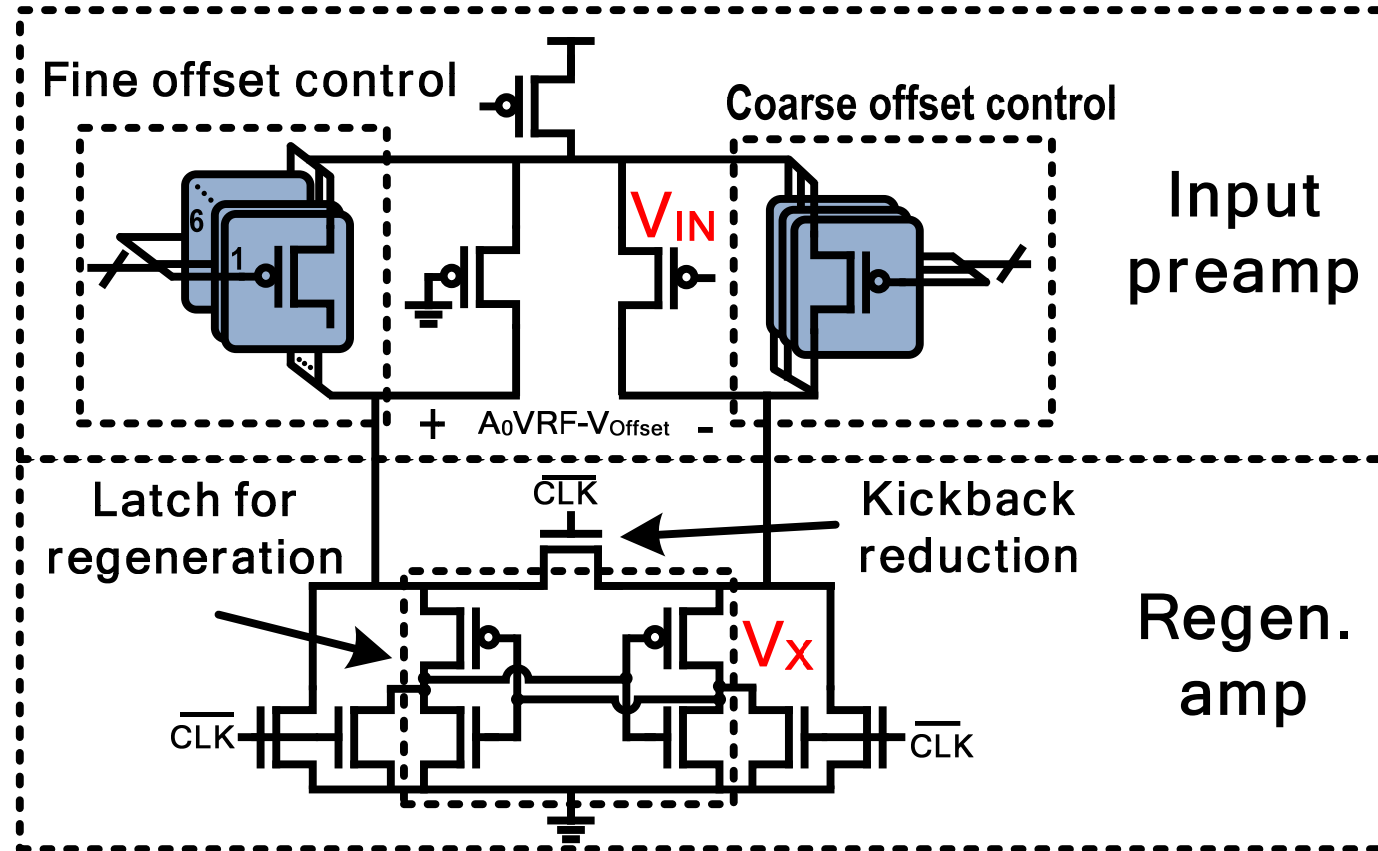 Fine offset control
Coarse offset control
Input
preamp
VIN
6
1
+ A0VRF-VOffset -
Latch for
regeneration
CLK
Kickback
reduction
Regen.
amp
VX
CLK
CLK